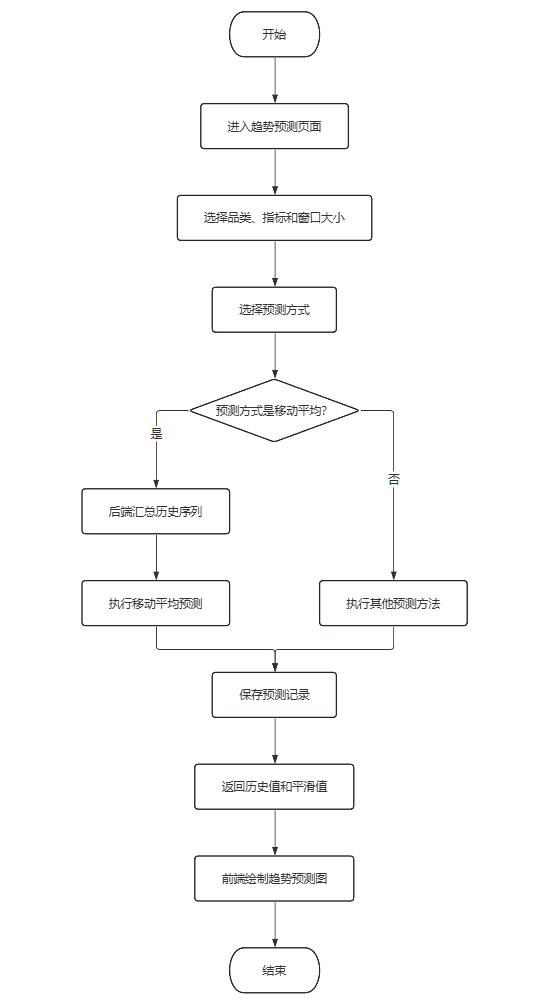 开始
进入趋势预测页面
选择品类、指标和窗口大小
选择预测方式
预测方式是移动平均?
是
否
后端汇总历史序列
执行移动平均预测
执行其他预测方法
保存预测记录
返回历史值和平滑值
前端绘制趋势预测图
结束